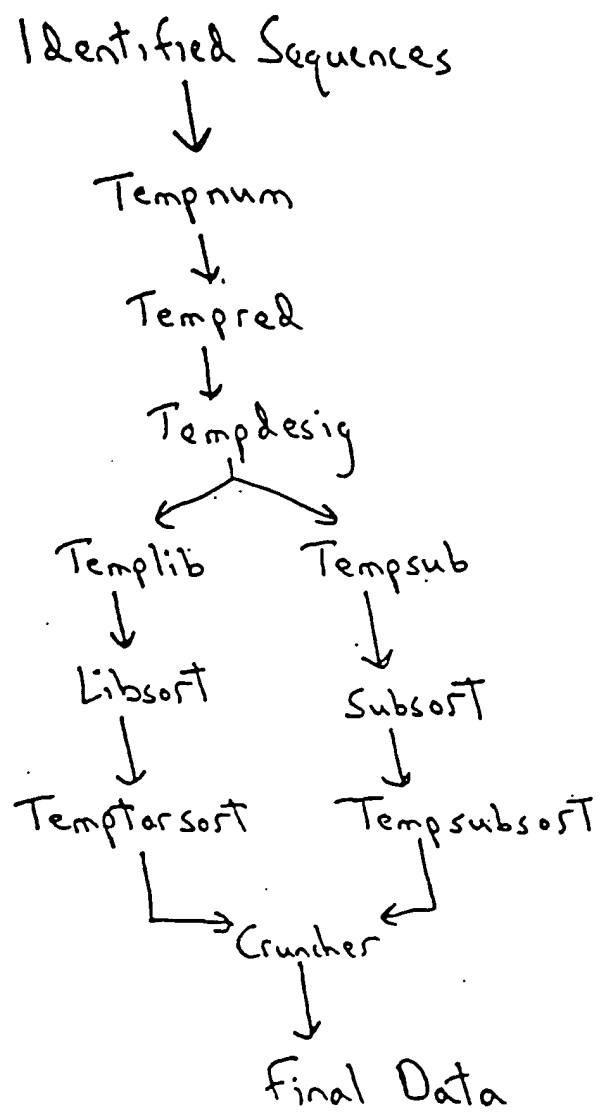 Identified Sequences
Tempnum
Tempred
Tempdesig
Templib Tempsub
Libsort Subsort
Temptarsort Tempsubsort
Cruncher
Final Data